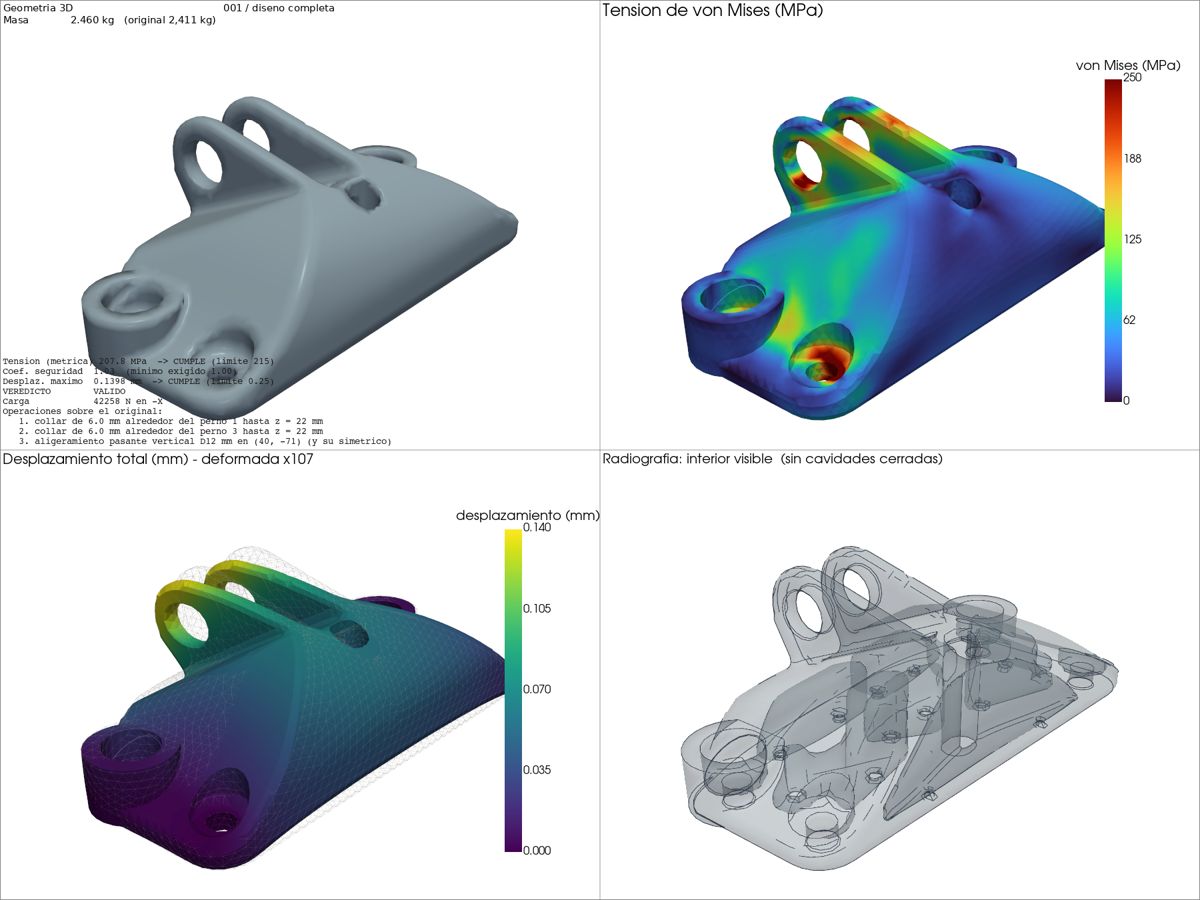 Geometria 3D 001 / diseno completa
Masa 2.460 kg (original 2,411 kg)
Tension (metrica) 207.8 MPa -> CUMPLE (limite 215)
Coef. seguridad 1.03 (minimo exigido 1.00)
Desplaz. maximo 0.1398 mm -> CUMPLE (limite 0.25)
VEREDICTO VALIDO
Carga 42258 N en -X
Operaciones sobre el original:
1. collar de 6.0 mm alrededor del perno 1 hasta z = 22 mm
2. collar de 6.0 mm alrededor del perno 3 hasta z = 22 mm
3. aligeramiento pasante vertical D12 mm en (40, -71) (y su simetrico)
Tension de von Mises (MPa)
von Mises (MPa)
250
188
125
62
0
Desplazamiento total (mm) - deformada x107
desplazamiento (mm)
0.140
0.105
0.070
0.035
0.000
Radiografia: interior visible (sin cavidades cerradas)